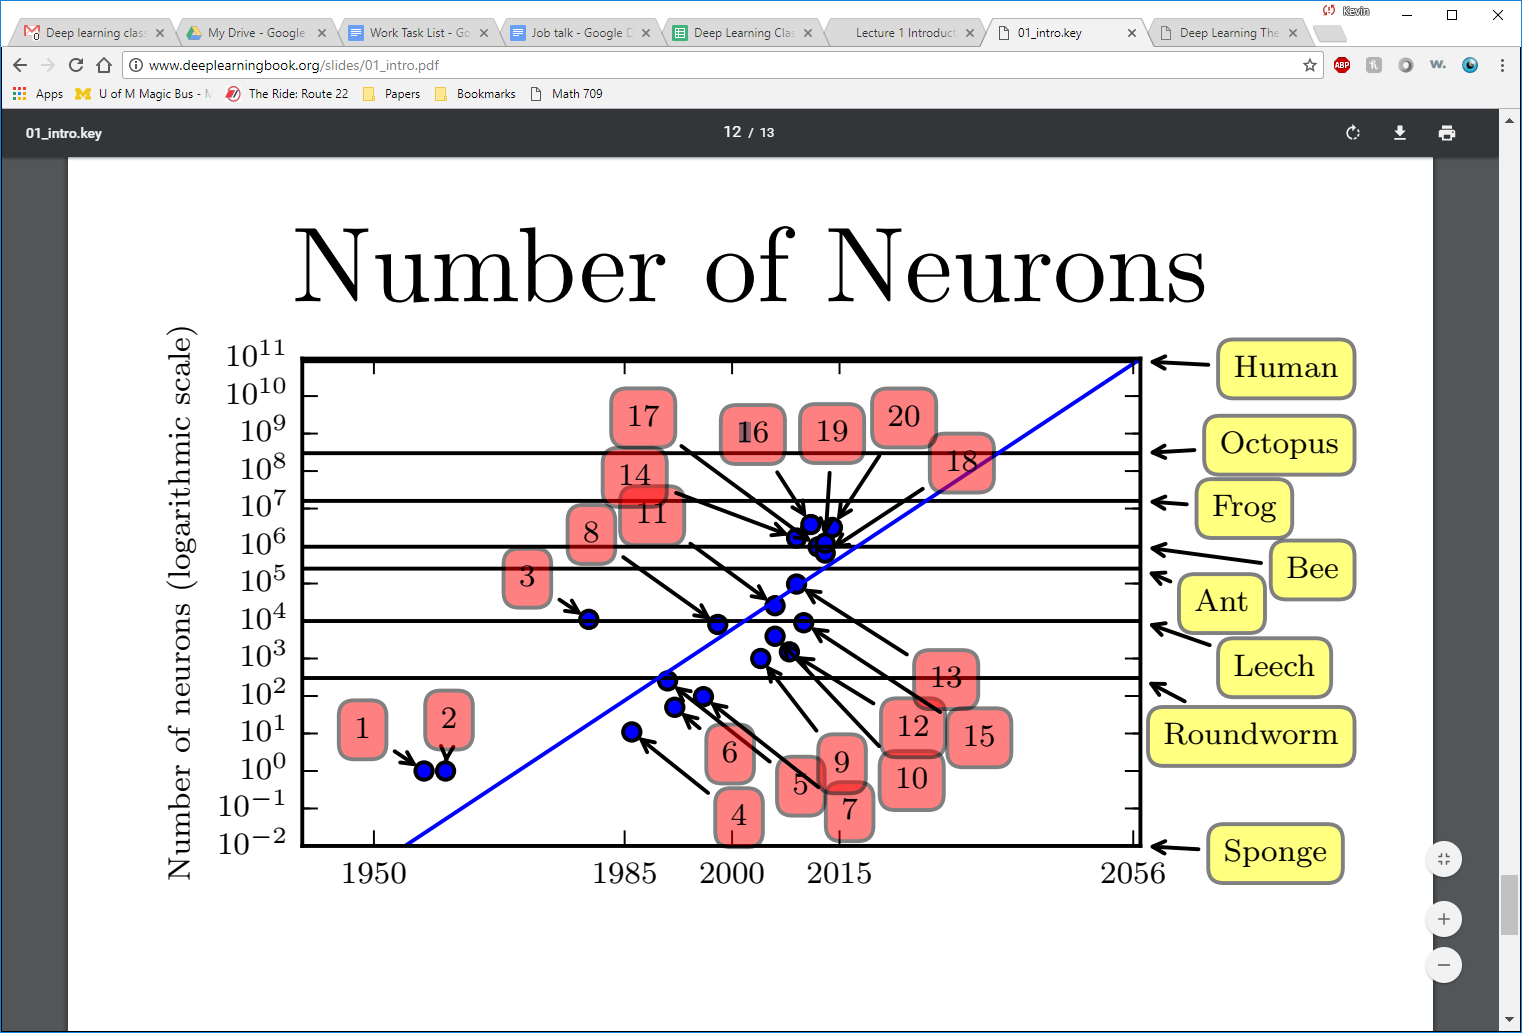 Kevin
Deep learning clas
My Drive - Google
Work Task List - Go
Job talk - Google D
Deep Learning Clas
Lecture 1 Introduct
01_intro.key
Deep Learning The
www.deeplearningbook.org/slides/01_intro.pdf
ABP
w.
Apps
U of M Magic Bus -
The Ride: Route 22
Papers
Bookmarks
Math 709
01_intro.key
12 / 13
Number of Neurons
Number of neurons (logarithmic scale)
10¹¹
10¹⁰
10⁹
10⁸
10⁷
10⁶
10⁵
10⁴
10³
10²
10¹
10⁰
10⁻¹
10⁻²
1950
1985
2000
2015
2056
17
16
19
20
14
18
11
8
3
1
2
13
12
15
6
9
5
10
7
4
Human
Octopus
Frog
Bee
Ant
Leech
Roundworm
Sponge